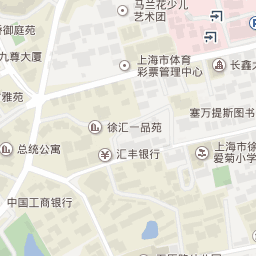 马兰花少儿
艺术团
御庭苑
九尊大厦
上海市体育
彩票管理中心
长鑫
雅苑
塞万提斯图书
徐汇一品苑
上海市徐
爱菊小学
总统公寓
汇丰银行
中国工商银行